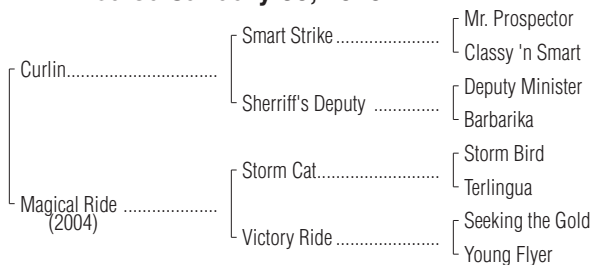 Mr. Prospector
Smart Strike ....................
Classy 'n Smart
Curlin.............................
Deputy Minister
Sherriff's Deputy .............
Barbarika
Storm Bird
Storm Cat.......................
Terlingua
Magical Ride ..................
(2004)
Seeking the Gold
Victory Ride ....................
Young Flyer